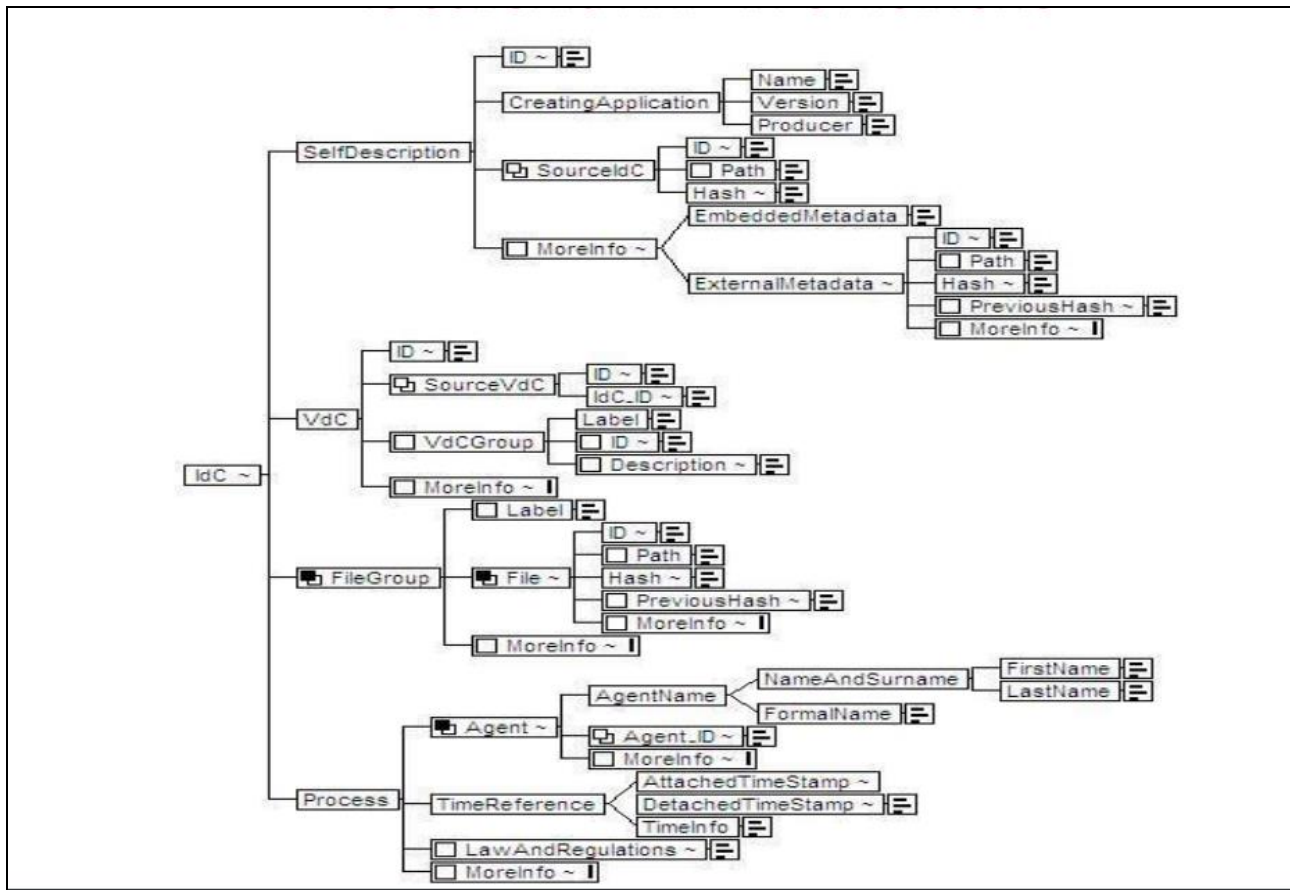 ID ~
CreatingApplication
Name
Version
Producer
SelfDescription
SourceIdC
ID ~
Path
Hash ~
MoreInfo ~
EmbeddedMetadata
ExternalMetadata ~
ID ~
Path
Hash ~
PreviousHash ~
MoreInfo ~
VdC
ID ~
SourceVdC
ID ~
IdC_ID ~
VdCGroup
Label
ID ~
Description ~
MoreInfo ~
IdC ~
FileGroup
Label
File ~
ID ~
Path
Hash ~
PreviousHash ~
MoreInfo ~
MoreInfo ~
Process
Agent ~
AgentName
NameAndSurname
FirstName
LastName
FormalName
Agent_ID ~
MoreInfo ~
TimeReference
AttachedTimeStamp ~
DetachedTimeStamp ~
TimeInfo
LawAndRegulations ~
MoreInfo ~